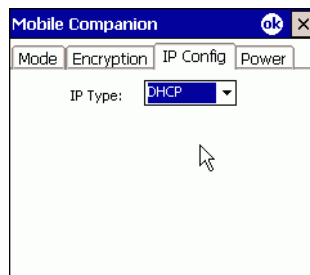 Mobile Companion ok
Mode Encryption IP Config Power
IP Type: DHCP